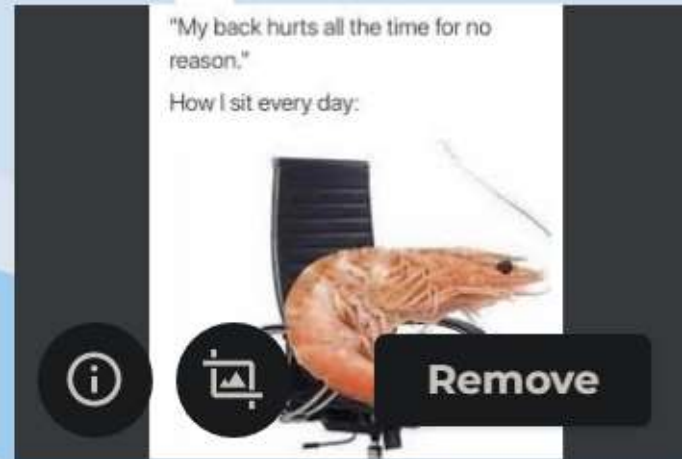 "My back hurts all the time for no
reason."
How I sit every day:
Remove